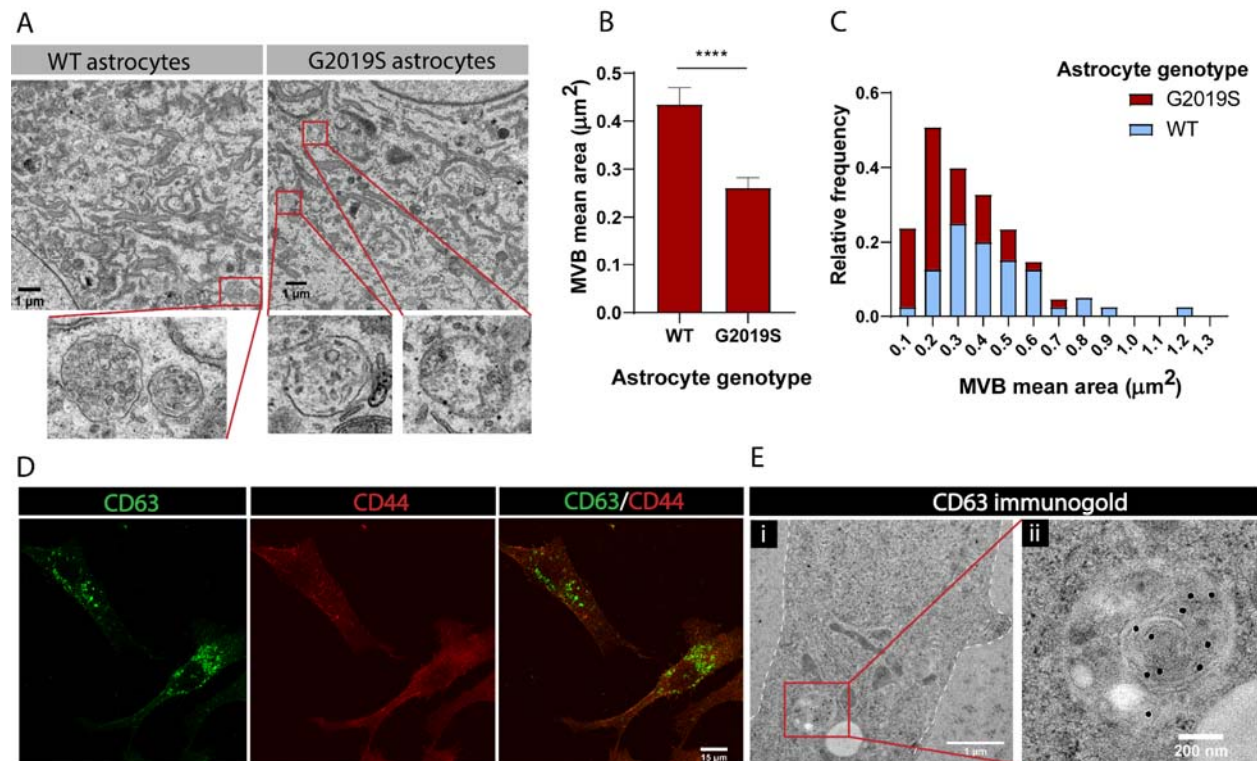 A
WT astrocytes
G2019S astrocytes
1 µm
1 µm
B
****
MVB mean area (µm²)
0.5
0.4
0.3
0.2
0.1
0.0
WT
G2019S
Astrocyte genotype
C
Astrocyte genotype
G2019S
WT
Relative frequency
0.6
0.4
0.2
0.0
0.1 0.2 0.3 0.4 0.5 0.6 0.7 0.8 0.9 1.0 1.1 1.2 1.3
MVB mean area (µm²)
D
CD63
CD44
CD63/CD44
15 µm
E
CD63 immunogold
i
1 µm
ii
200 nm